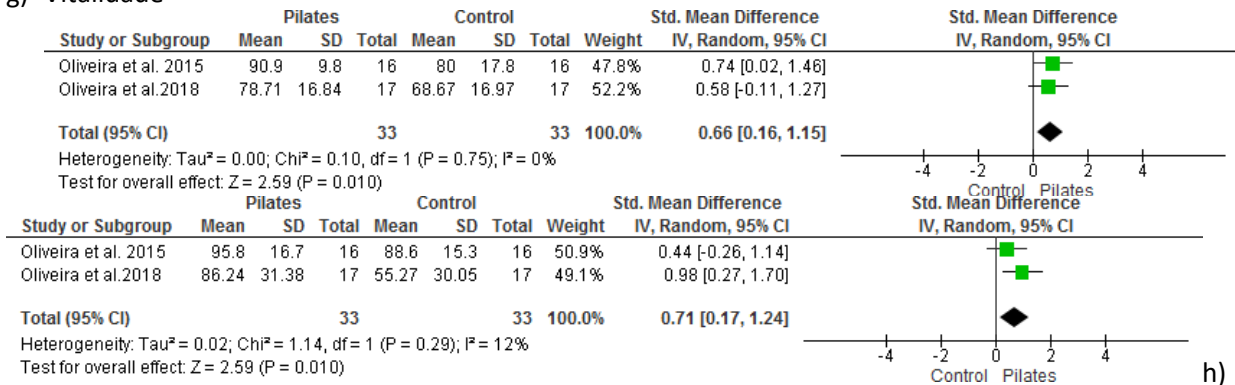 g) Vitalidade
Pilates Control Std. Mean Difference Std. Mean Difference
Study or Subgroup Mean SD Total Mean SD Total Weight IV, Random, 95% CI IV, Random, 95% CI
Oliveira et al. 2015 90.9 9.8 16 80 17.8 16 47.8% 0.74 [0.02, 1.46]
Oliveira et al.2018 78.71 16.84 17 68.67 16.97 17 52.2% 0.58 [-0.11, 1.27]
Total (95% CI) 33 33 100.0% 0.66 [0.16, 1.15]
Heterogeneity: Tau² = 0.00; Chi² = 0.10, df = 1 (P = 0.75); I² = 0%
Test for overall effect: Z = 2.59 (P = 0.010)
-4 -2 0 2 4
Control Pilates
Pilates Control Std. Mean Difference Std. Mean Difference
Study or Subgroup Mean SD Total Mean SD Total Weight IV, Random, 95% CI IV, Random, 95% CI
Oliveira et al. 2015 95.8 16.7 16 88.6 15.3 16 50.9% 0.44 [-0.26, 1.14]
Oliveira et al.2018 86.24 31.38 17 55.27 30.05 17 49.1% 0.98 [0.27, 1.70]
Total (95% CI) 33 33 100.0% 0.71 [0.17, 1.24]
Heterogeneity: Tau² = 0.02; Chi² = 1.14, df = 1 (P = 0.29); I² = 12%
Test for overall effect: Z = 2.59 (P = 0.010)
-4 -2 0 2 4
Control Pilates
h)